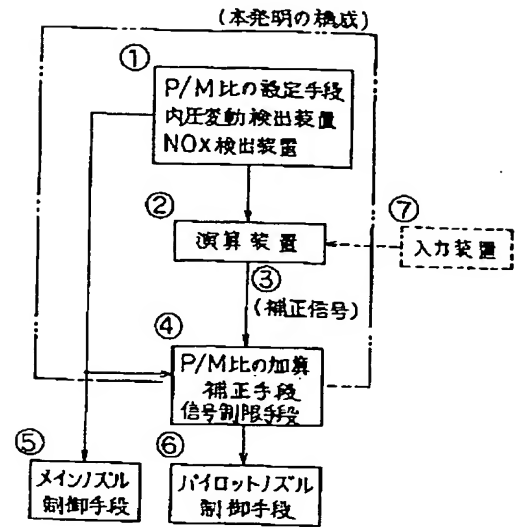 (本発明の構成)
①
P/M比の設定手段
内圧変動検出装置
NOx検出装置
②
演算装置
⑦
入力装置
③
(補正信号)
④
P/M比の加算
補正手段
信号制限手段
⑤
メインノズル
制御手段
⑥
パイロットノズル
制御手段